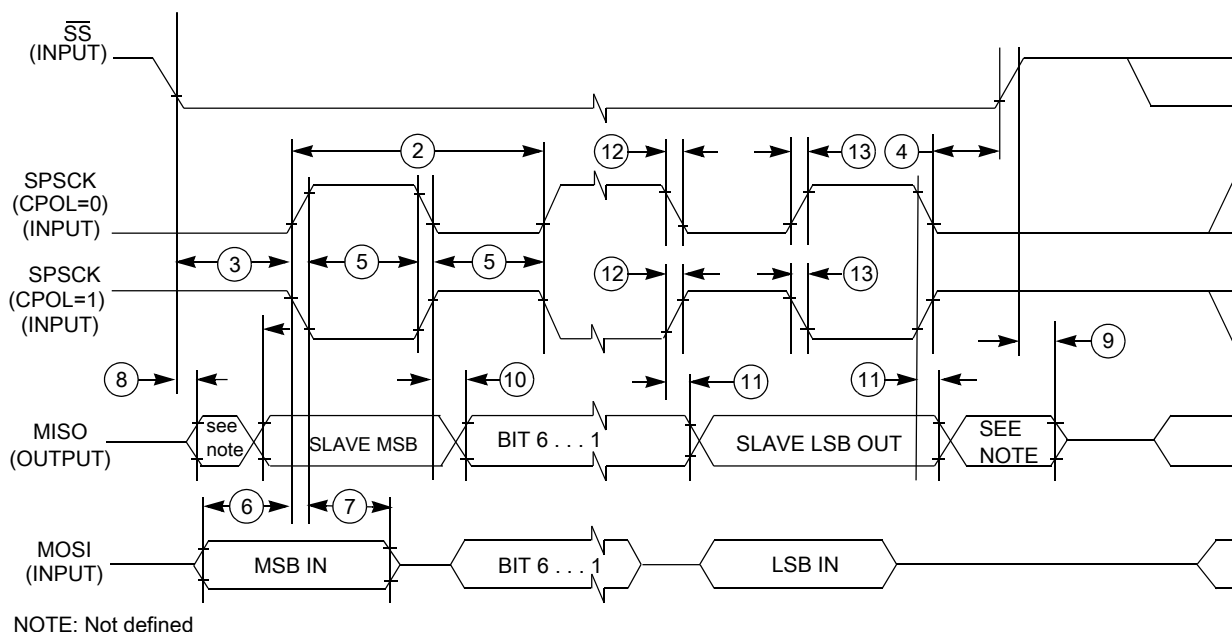 SS
(INPUT)
2
12
13
4
SPSCK
(CPOL=0)
(INPUT)
3
5
5
SPSCK
(CPOL=1)
(INPUT)
12
13
9
8
10
11
11
MISO
(OUTPUT)
see
note
SLAVE MSB
BIT 6 . . . 1
SLAVE LSB OUT
SEE
NOTE
6
7
MOSI
(INPUT)
MSB IN
BIT 6 . . . 1
LSB IN
NOTE: Not defined